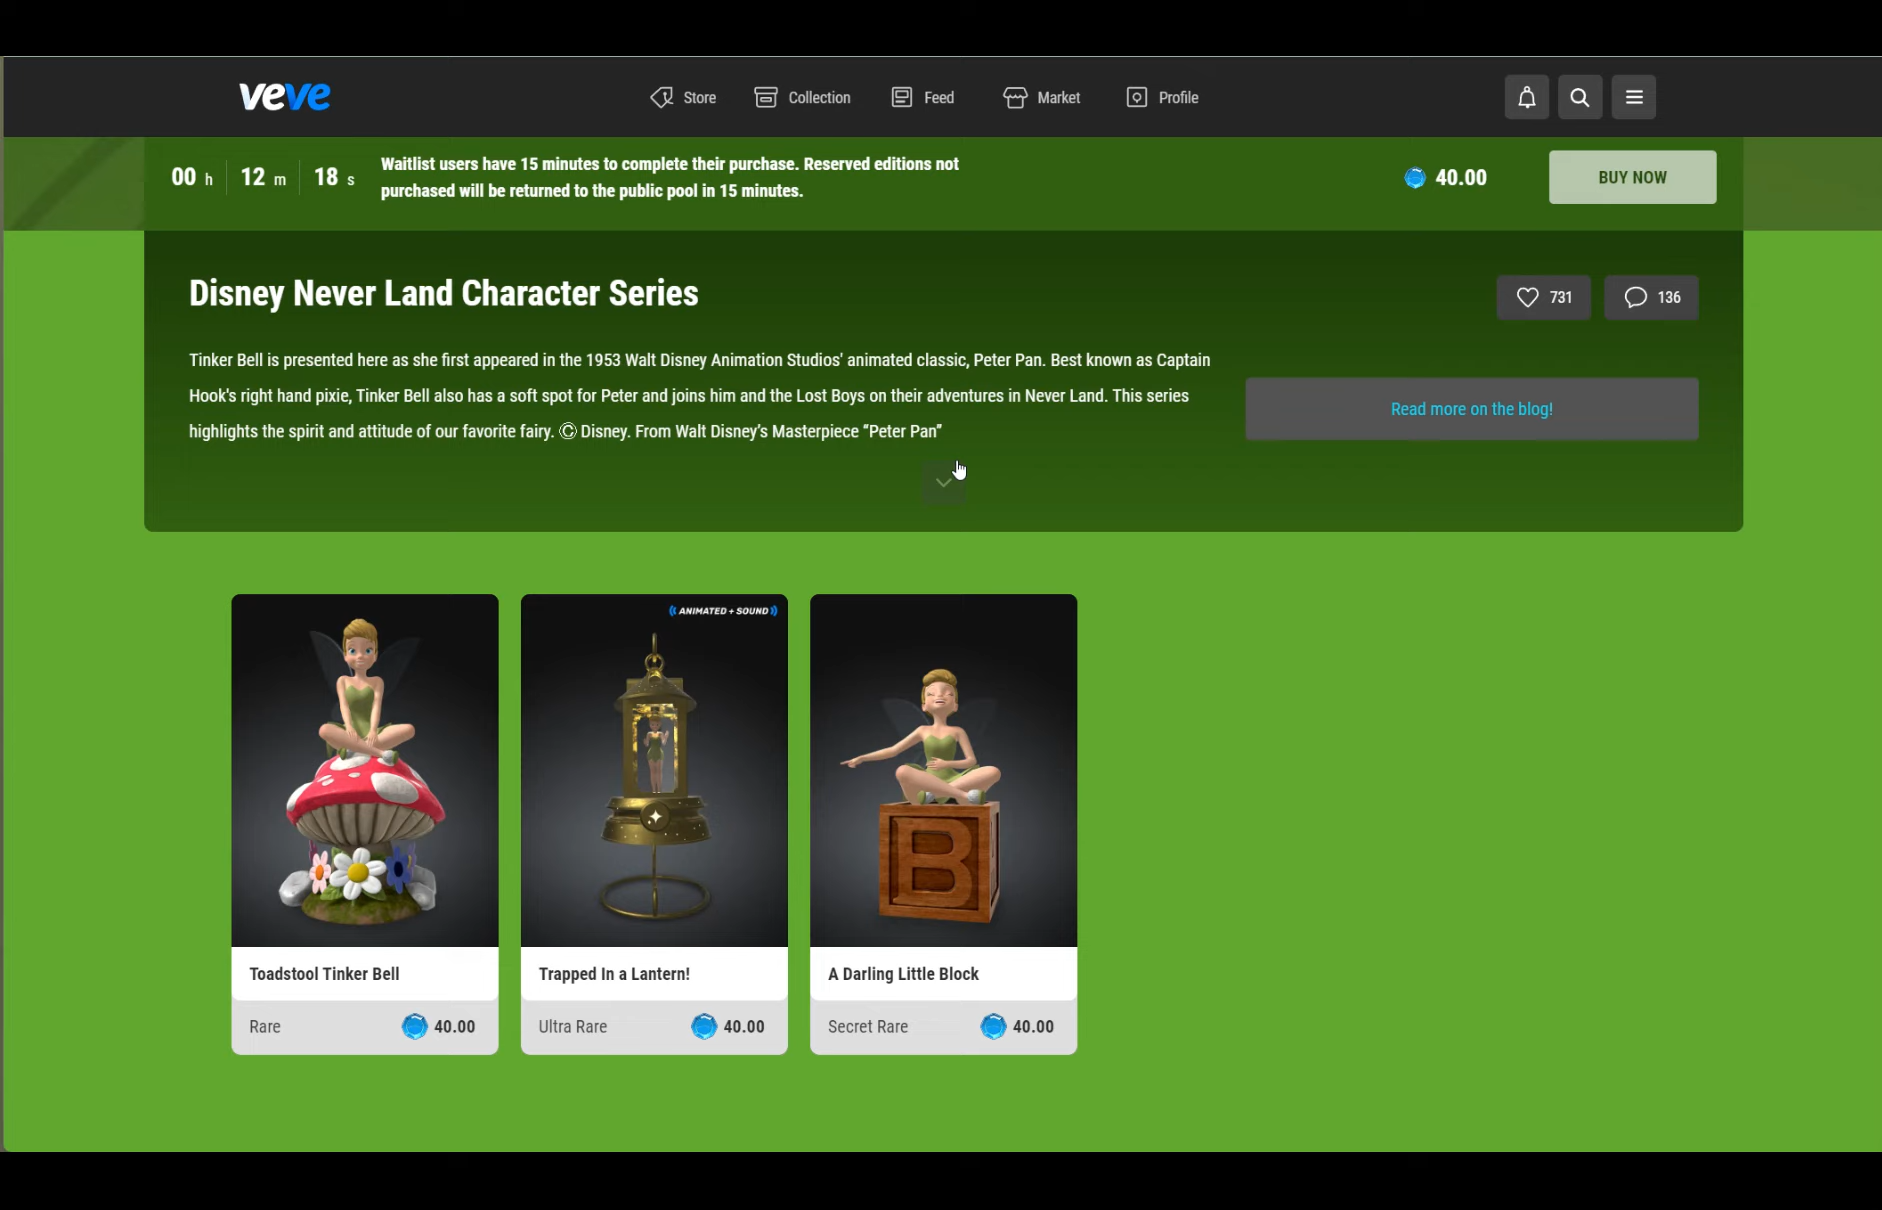 veve
Store
Collection
Feed
Market
Profile
00 h 12 m 18 s
Waitlist users have 15 minutes to complete their purchase. Reserved editions not
purchased will be returned to the public pool in 15 minutes.
40.00
BUY NOW
Disney Never Land Character Series
731
136
Tinker Bell is presented here as she first appeared in the 1953 Walt Disney Animation Studios' animated classic, Peter Pan. Best known as Captain
Hook's right hand pixie, Tinker Bell also has a soft spot for Peter and joins him and the Lost Boys on their adventures in Never Land. This series
highlights the spirit and attitude of our favorite fairy. © Disney. From Walt Disney's Masterpiece “Peter Pan”
Read more on the blog!
ANIMATED + SOUND
B
Toadstool Tinker Bell
Rare
40.00
Trapped In a Lantern!
Ultra Rare
40.00
A Darling Little Block
Secret Rare
40.00